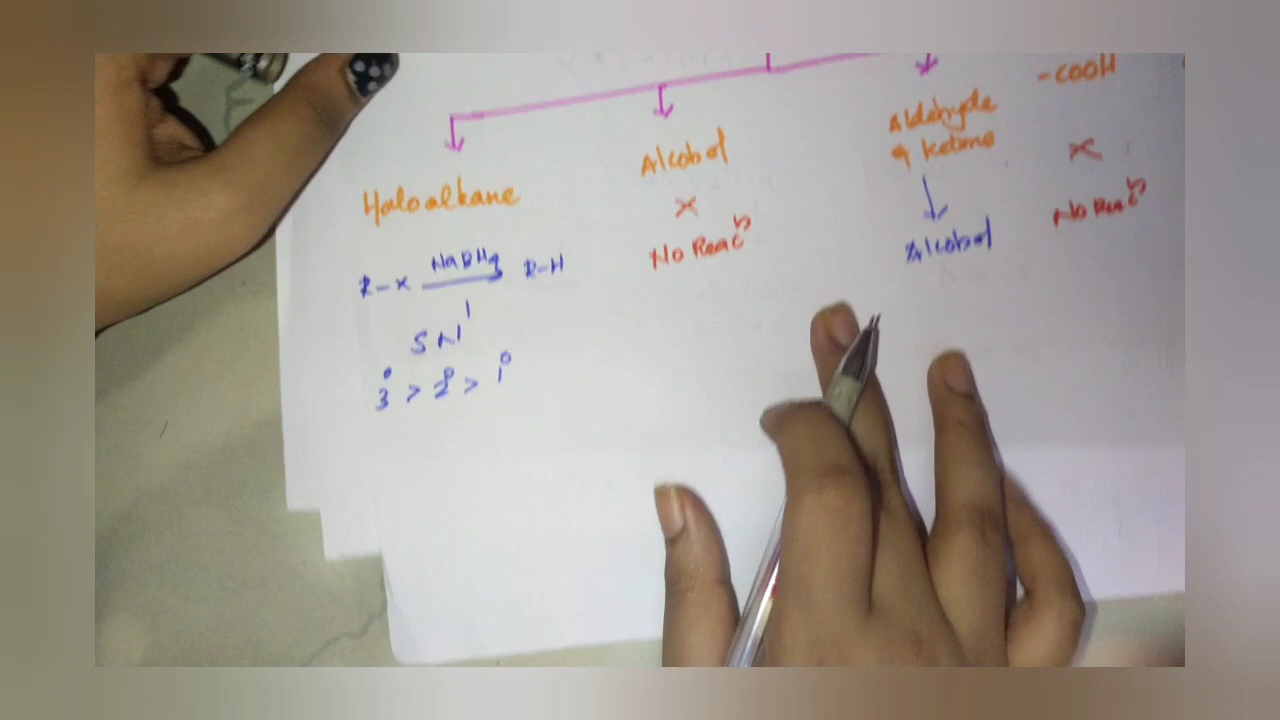 Haloalkane
R-X NaBH4 R-H
SN1
3° > 2° > 1°
Alcohol
×
No Reacn
Aldehyde
& Ketone
Alcohol
-COOH
×
No Reacn